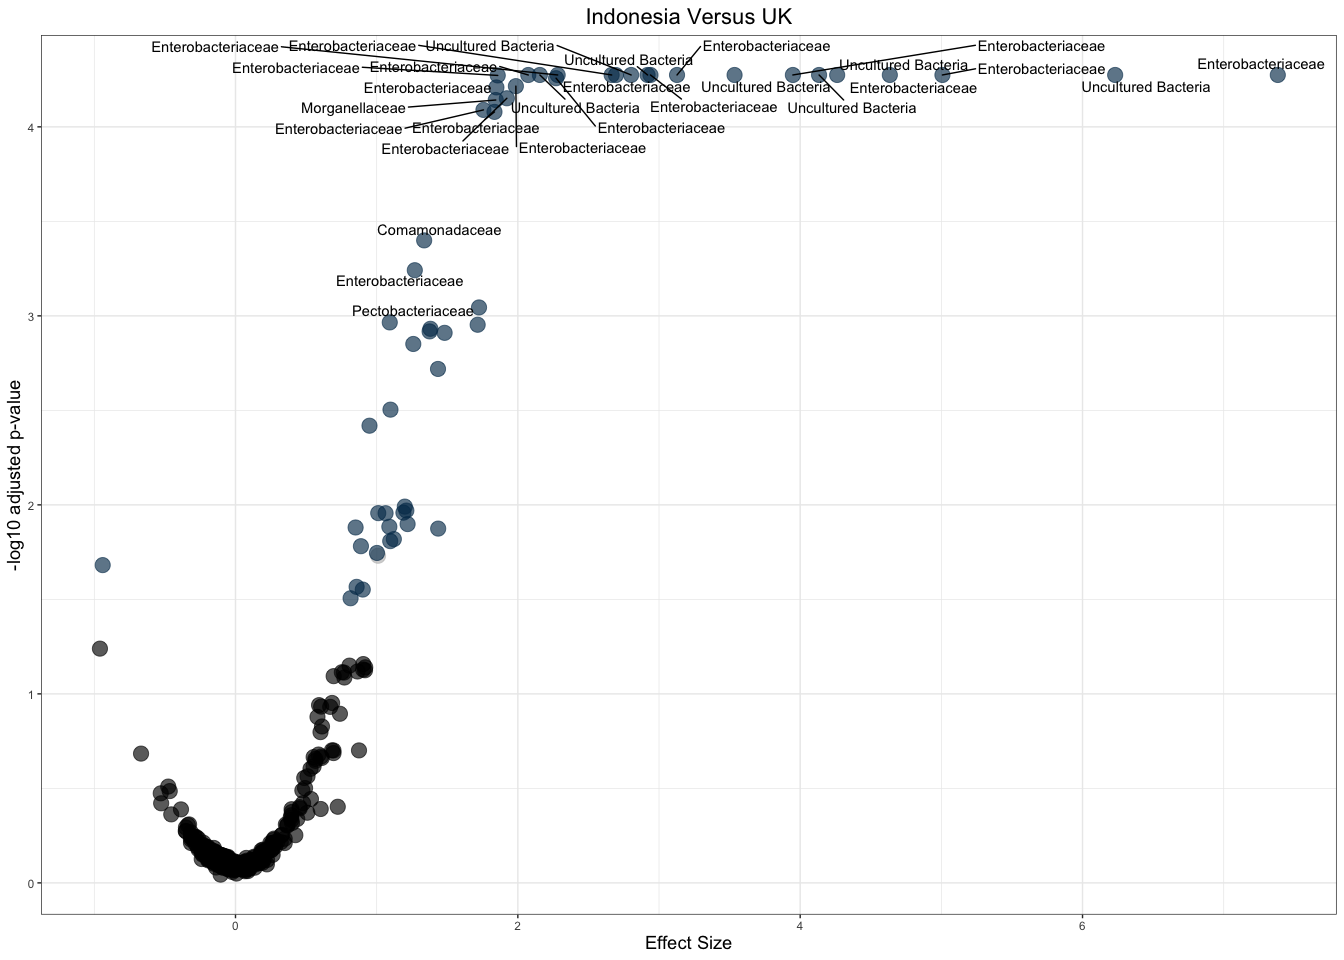 Indonesia Versus UK
Enterobacteriaceae
Enterobacteriaceae
Uncultured Bacteria
Enterobacteriaceae
Enterobacteriaceae
Uncultured Bacteria
Enterobacteriaceae
Enterobacteriaceae
Enterobacteriaceae
Uncultured Bacteria
Enterobacteriaceae
Enterobacteriaceae
Enterobacteriaceae
Uncultured Bacteria
Enterobacteriaceae
Uncultured Bacteria
Morganellaceae
Uncultured Bacteria
Enterobacteriaceae
Uncultured Bacteria
Enterobacteriaceae
Enterobacteriaceae
Enterobacteriaceae
Enterobacteriaceae
Enterobacteriaceae
Comamonadaceae
Enterobacteriaceae
Pectobacteriaceae
4
3
2
1
0
-log10 adjusted p-value
0
2
4
6
Effect Size